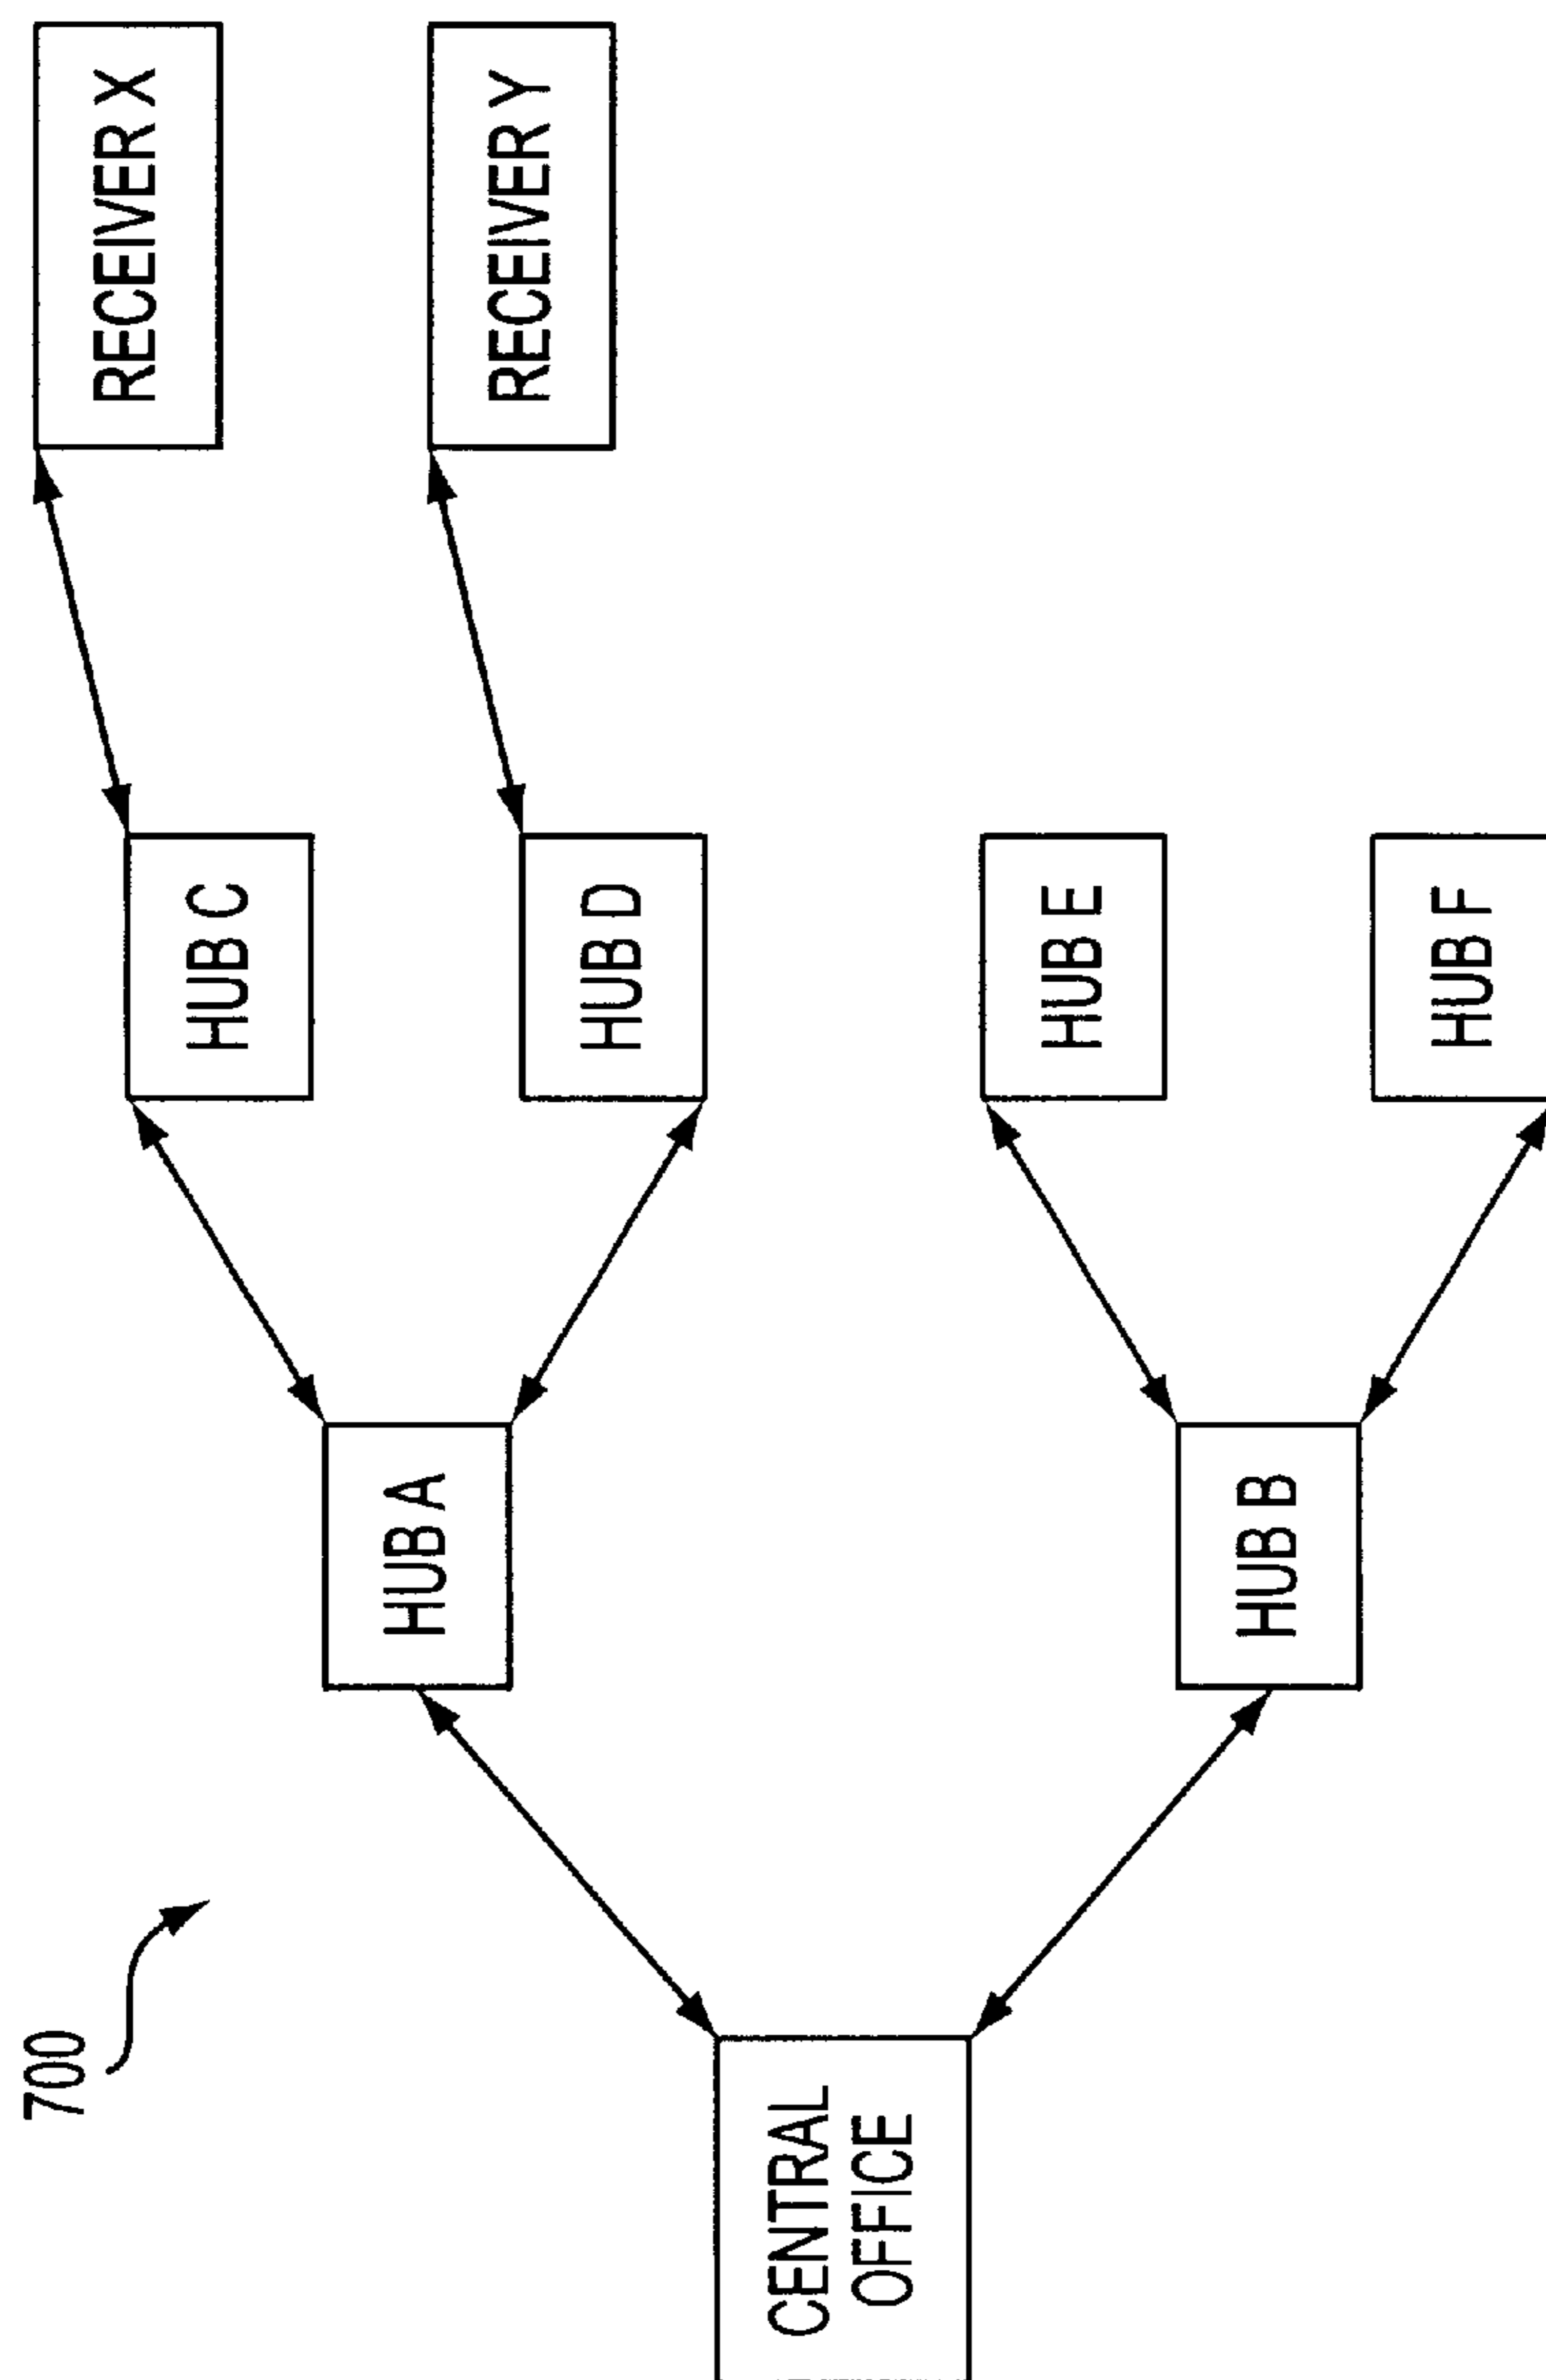 700
CENTRAL
OFFICE
HUB A
HUB B
HUB C
HUB D
HUB E
HUB F
RECEIVER X
RECEIVER Y